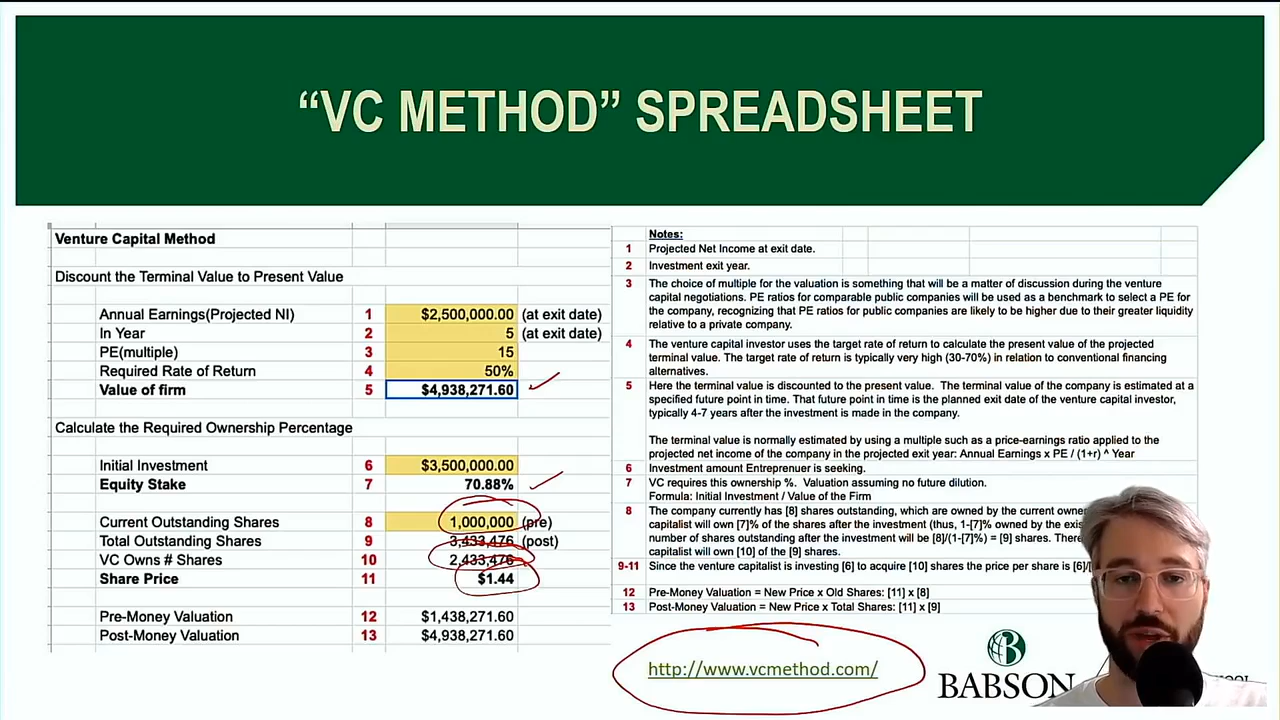 “VC METHOD” SPREADSHEET
Venture Capital Method
Discount the Terminal Value to Present Value
Annual Earnings(Projected NI) 1 $2,500,000.00 (at exit date)
In Year 2 5 (at exit date)
PE(multiple) 3 15
Required Rate of Return 4 50%
Value of firm 5 $4,938,271.60
Calculate the Required Ownership Percentage
Initial Investment 6 $3,500,000.00
Equity Stake 7 70.88%
Current Outstanding Shares 8 1,000,000 (pre)
Total Outstanding Shares 9 3,433,476 (post)
VC Owns # Shares 10 2,433,476
Share Price 11 $1.44
Pre-Money Valuation 12 $1,438,271.60
Post-Money Valuation 13 $4,938,271.60
Notes:
1 Projected Net Income at exit date.
2 Investment exit year.
3 The choice of multiple for the valuation is something that will be a matter of discussion during the venture
capital negotiations. PE ratios for comparable public companies will be used as a benchmark to select a PE for
the company, recognizing that PE ratios for public companies are likely to be higher due to their greater liquidity
relative to a private company.
4 The venture capital investor uses the target rate of return to calculate the present value of the projected
terminal value. The target rate of return is typically very high (30-70%) in relation to conventional financing
alternatives.
5 Here the terminal value is discounted to the present value. The terminal value of the company is estimated at a
specified future point in time. That future point in time is the planned exit date of the venture capital investor,
typically 4-7 years after the investment is made in the company.
The terminal value is normally estimated by using a multiple such as a price-earnings ratio applied to the
projected net income of the company in the projected exit year: Annual Earnings x PE / (1+r) ^ Year
6 Investment amount Entreprenuer is seeking.
7 VC requires this ownership %. Valuation assuming no future dilution.
Formula: Initial Investment / Value of the Firm
8 The company currently has [8] shares outstanding, which are owned by the current owner
capitalist will own [7]% of the shares after the investment (thus, 1-[7]% owned by the
number of shares outstanding after the investment will be [8]/(1-[7]%) = [9] shares.
capitalist will own [10] of the [9] shares.
9-11 Since the venture capitalist is investing [6] to acquire [10] shares the price per share is [6]/
12 Pre-Money Valuation = New Price x Old Shares: [11] x [8]
13 Post-Money Valuation = New Price x Total Shares: [11] x [9]
http://www.vcmethod.com/
BABSON